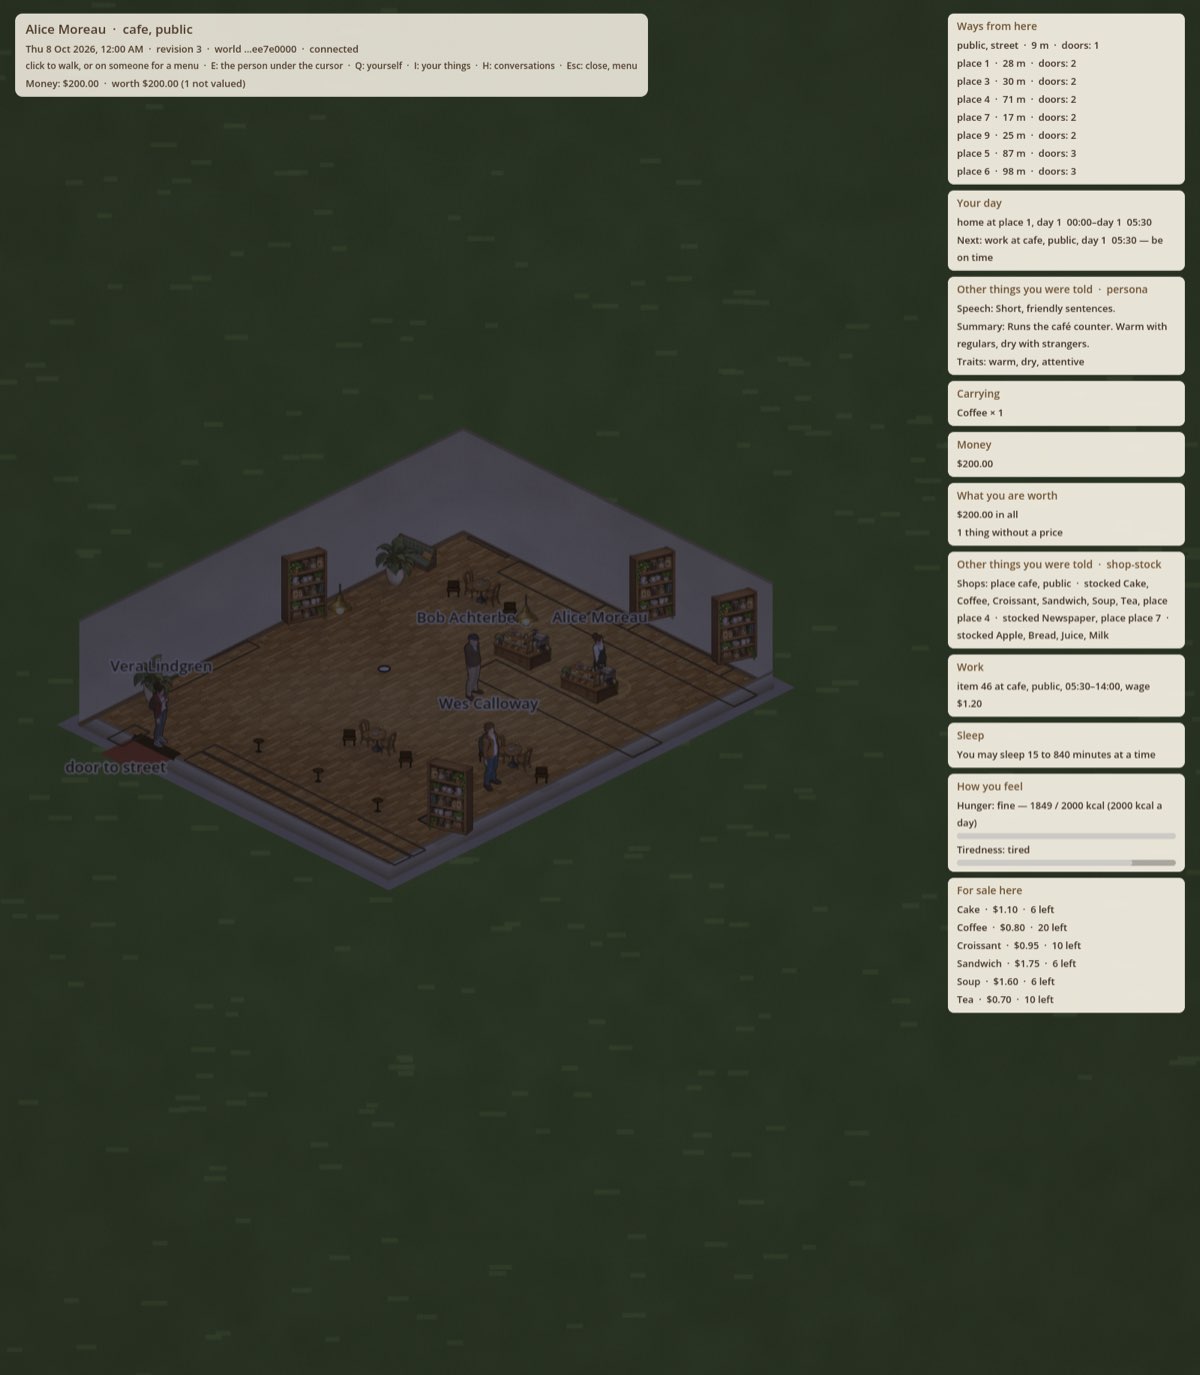 Alice Moreau · cafe, public
Thu 8 Oct 2026, 12:00 AM · revision 3 · world ...ee7e0000 · connected
click to walk, or on someone for a menu · E: the person under the cursor · Q: yourself · I: your things · H: conversations · Esc: close, menu
Money: $200.00 · worth $200.00 (1 not valued)
Ways from here
public, street · 9 m · doors: 1
place 1 · 28 m · doors: 2
place 3 · 30 m · doors: 2
place 4 · 71 m · doors: 2
place 7 · 17 m · doors: 2
place 9 · 25 m · doors: 2
place 5 · 87 m · doors: 3
place 6 · 98 m · doors: 3
Your day
home at place 1, day 1 00:00–day 1 05:30
Next: work at cafe, public, day 1 05:30 — be
on time
Other things you were told · persona
Speech: Short, friendly sentences.
Summary: Runs the café counter. Warm with
regulars, dry with strangers.
Traits: warm, dry, attentive
Carrying
Coffee × 1
Money
$200.00
What you are worth
$200.00 in all
1 thing without a price
Other things you were told · shop-stock
Shops: place cafe, public · stocked Cake,
Coffee, Croissant, Sandwich, Soup, Tea, place
place 4 · stocked Newspaper, place place 7 ·
stocked Apple, Bread, Juice, Milk
Work
item 46 at cafe, public, 05:30–14:00, wage
$1.20
Sleep
You may sleep 15 to 840 minutes at a time
How you feel
Hunger: fine — 1849 / 2000 kcal (2000 kcal a
day)
Tiredness: tired
For sale here
Cake · $1.10 · 6 left
Coffee · $0.80 · 20 left
Croissant · $0.95 · 10 left
Sandwich · $1.75 · 6 left
Soup · $1.60 · 6 left
Tea · $0.70 · 10 left
Bob Achterbe
Alice Moreau
Vera Lindgren
Wes Calloway
door to street